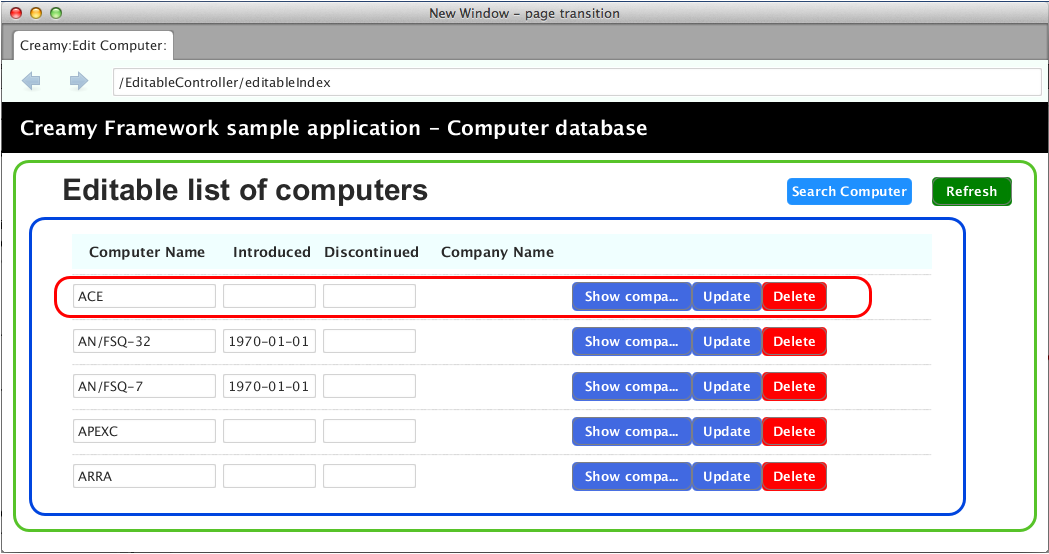 New Window – page transition
Creamy:Edit Computer:
/EditableController/editableIndex
Creamy Framework sample application – Computer database
Editable list of computers Search Computer Refresh
Computer Name Introduced Discontinued Company Name
ACE Show compa... Update Delete
AN/FSQ-32 1970-01-01 Show compa... Update Delete
AN/FSQ-7 1970-01-01 Show compa... Update Delete
APEXC Show compa... Update Delete
ARRA Show compa... Update Delete